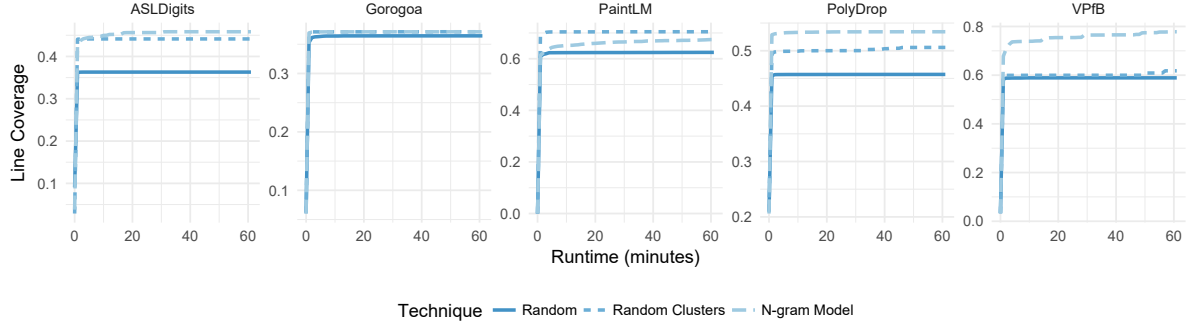 ASLDigits Gorogoa PaintLM PolyDrop VPfB
Line Coverage
0.4 0.3 0.2 0.1
0.3 0.2 0.1
0.6 0.4 0.2 0.0
0.5 0.4 0.3 0.2
0.8 0.6 0.4 0.2 0.0
0 20 40 60 0 20 40 60 0 20 40 60 0 20 40 60 0 20 40 60
Runtime (minutes)
Technique Random Random Clusters N-gram Model